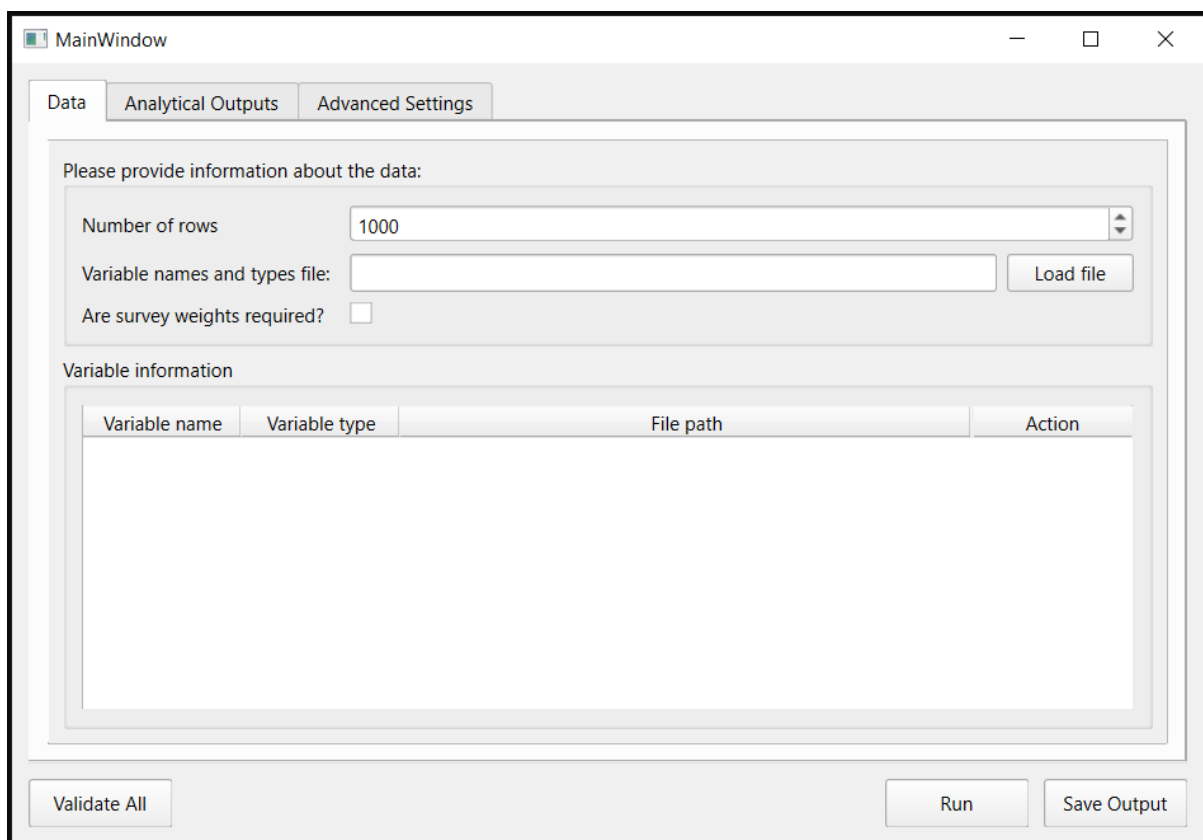 MainWindow
Data Analytical Outputs Advanced Settings
Please provide information about the data:
Number of rows 1000
Variable names and types file: Load file
Are survey weights required?
Variable information
Variable name Variable type File path Action
Validate All Run Save Output